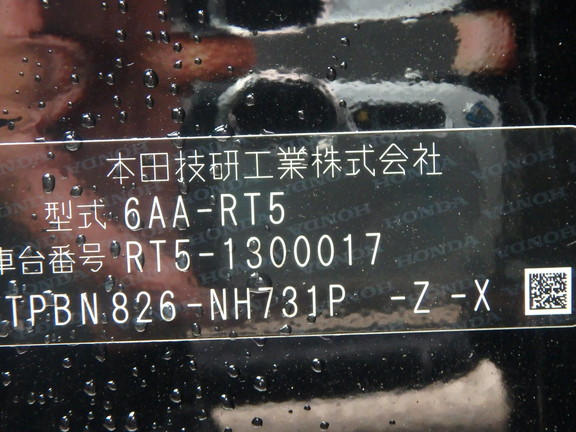 本田技研工業株式会社
型式 6AA-RT5
車台番号 RT5-1300017
TPBN826-NH731P -Z -X